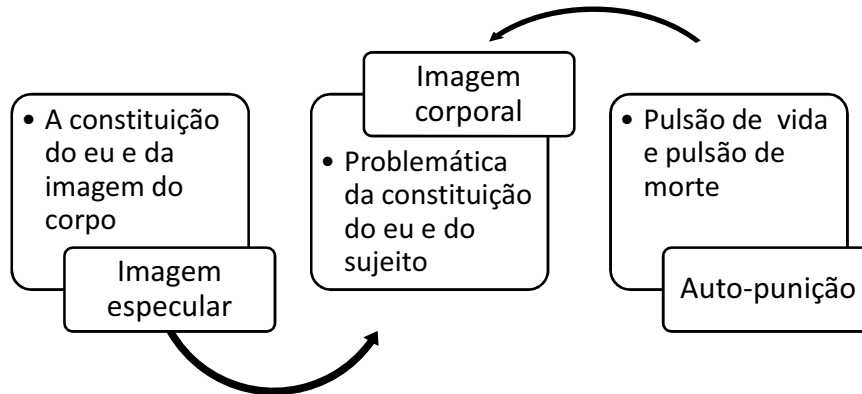 • A constituição
do eu e da
imagem do
corpo
Imagem
especular
Imagem
corporal
• Problemática
da constituição
do eu e do
sujeito
• Pulsão de vida
e pulsão de
morte
Auto-punição